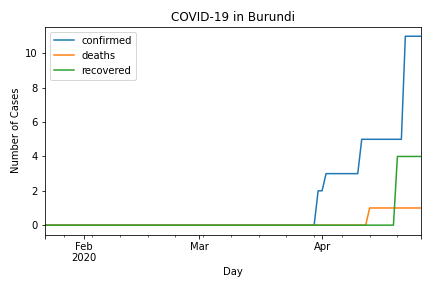 COVID-19 in Burundi
confirmed
deaths
recovered
Number of Cases
10
8
6
4
2
0
Feb
2020
Mar
Apr
Day